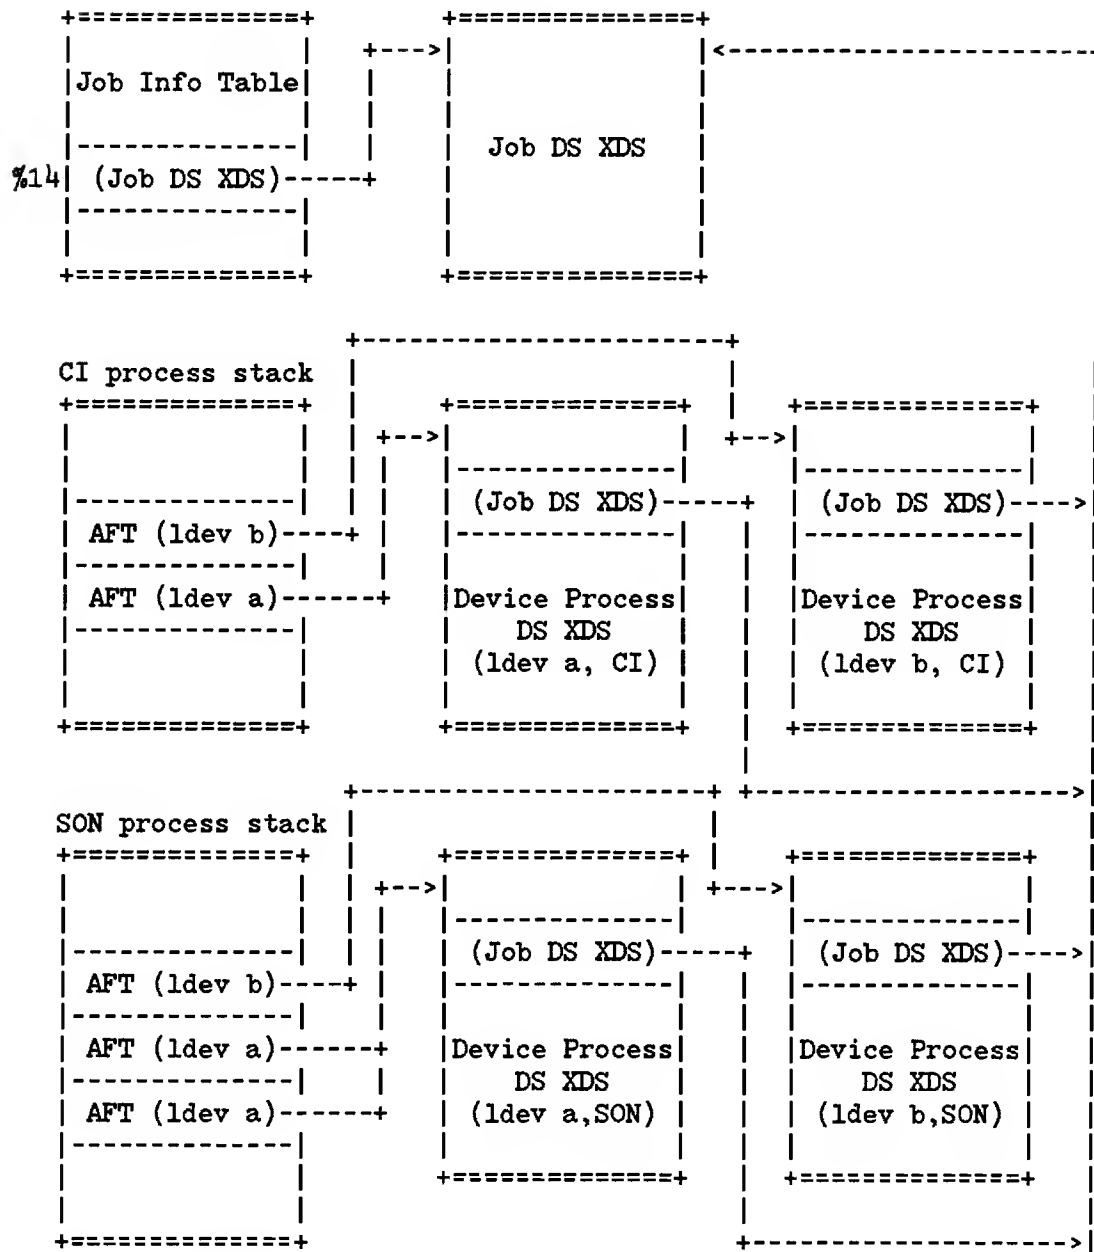 Job Info Table
Job DS XDS
%14 (Job DS XDS)
CI process stack
(Job DS XDS) (Job DS XDS)
AFT (ldev b)
AFT (ldev a) Device Process Device Process
DS XDS DS XDS
(ldev a, CI) (ldev b, CI)
SON process stack
(Job DS XDS) (Job DS XDS)
AFT (ldev b)
AFT (ldev a) Device Process Device Process
DS XDS DS XDS
AFT (ldev a) (ldev a,SON) (ldev b,SON)